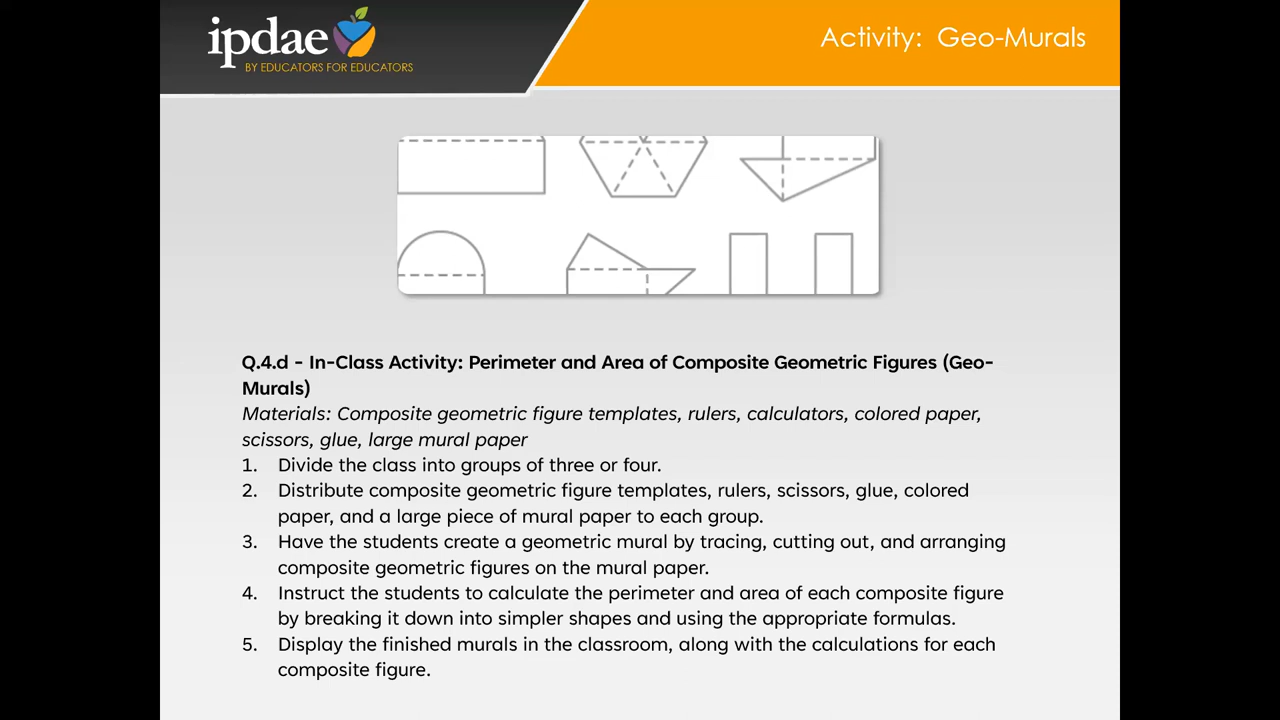 ipdae
BY EDUCATORS FOR EDUCATORS
Activity: Geo-Murals
Q.4.d - In-Class Activity: Perimeter and Area of Composite Geometric Figures (Geo-
Murals)
Materials: Composite geometric figure templates, rulers, calculators, colored paper,
scissors, glue, large mural paper
1. Divide the class into groups of three or four.
2. Distribute composite geometric figure templates, rulers, scissors, glue, colored
paper, and a large piece of mural paper to each group.
3. Have the students create a geometric mural by tracing, cutting out, and arranging
composite geometric figures on the mural paper.
4. Instruct the students to calculate the perimeter and area of each composite figure
by breaking it down into simpler shapes and using the appropriate formulas.
5. Display the finished murals in the classroom, along with the calculations for each
composite figure.